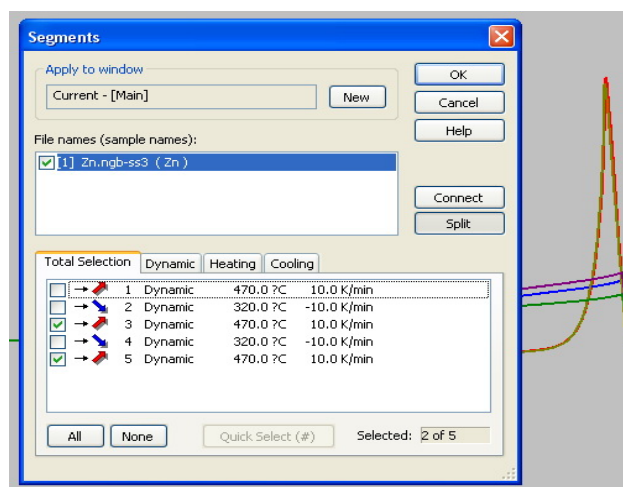 Segments
Apply to window
Current - [Main]
New
OK
Cancel
Help
File names (sample names):
[1] Zn.ngb-ss3 ( Zn )
Connect
Split
Total Selection Dynamic Heating Cooling
1 Dynamic 470.0 ?C 10.0 K/min
2 Dynamic 320.0 ?C -10.0 K/min
3 Dynamic 470.0 ?C 10.0 K/min
4 Dynamic 320.0 ?C -10.0 K/min
5 Dynamic 470.0 ?C 10.0 K/min
All None Quick Select (#) Selected: 2 of 5